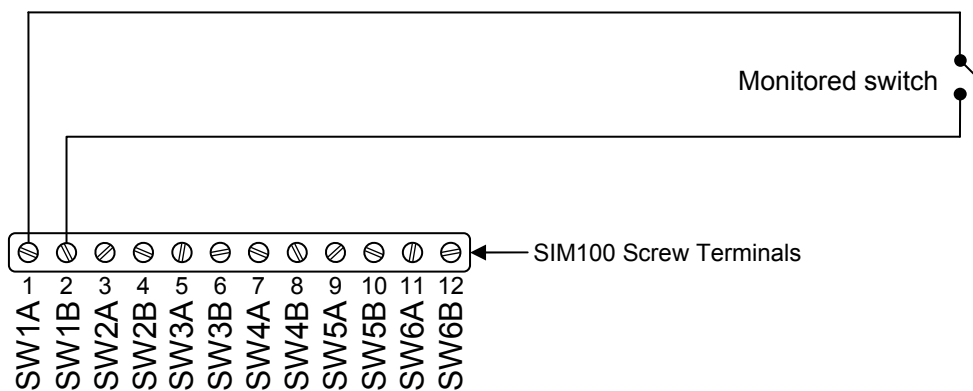 Monitored switch
SIM100 Screw Terminals
1 2 3 4 5 6 7 8 9 10 11 12
SW1A SW1B SW2A SW2B SW3A SW3B SW4A SW4B SW5A SW5B SW6A SW6B